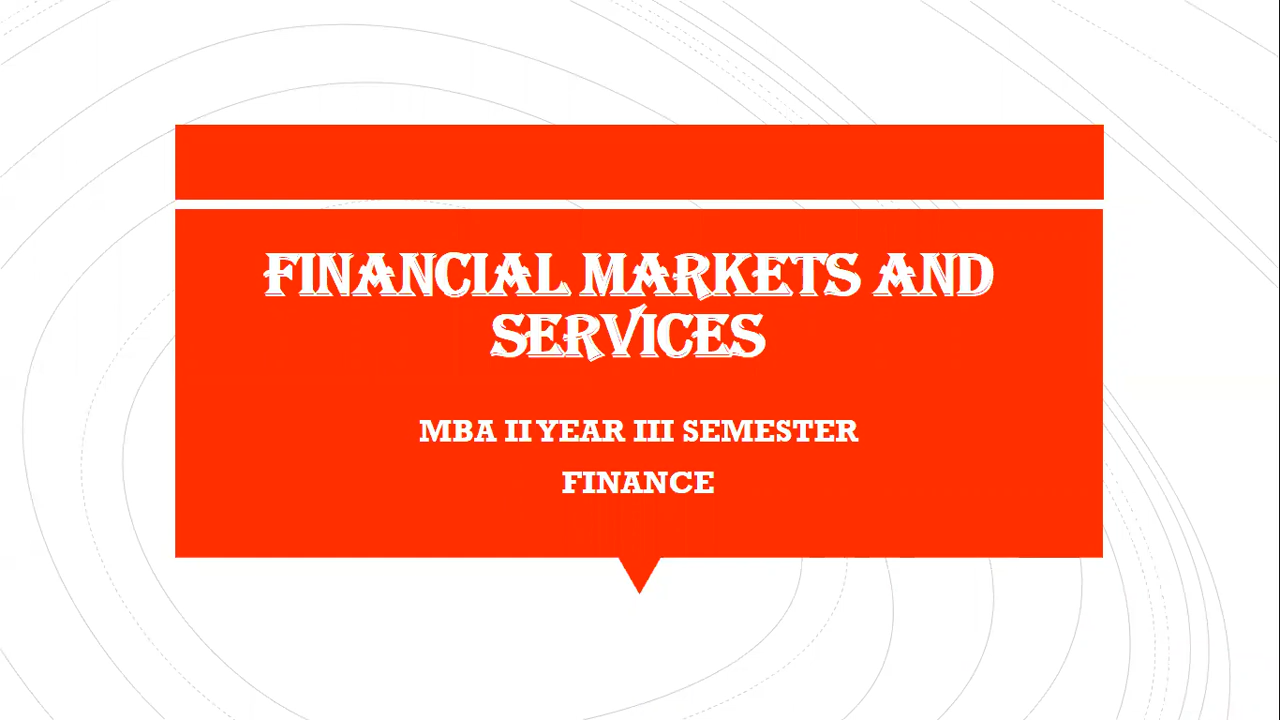 FINANCIAL MARKETS AND
SERVICES
MBA II YEAR III SEMESTER
FINANCE